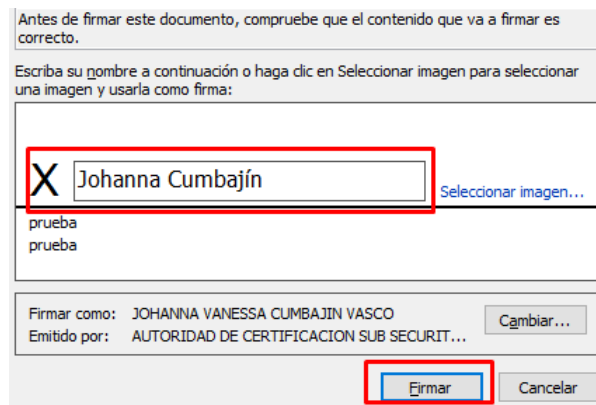 Antes de firmar este documento, compruebe que el contenido que va a firmar es
correcto.
Escriba su nombre a continuación o haga clic en Seleccionar imagen para seleccionar
una imagen y usarla como firma:
X Johanna Cumbajín
Seleccionar imagen...
prueba
prueba
Firmar como: JOHANNA VANESSA CUMBAJIN VASCO
Cambiar...
Emitido por: AUTORIDAD DE CERTIFICACION SUB SECURIT...
Firmar Cancelar